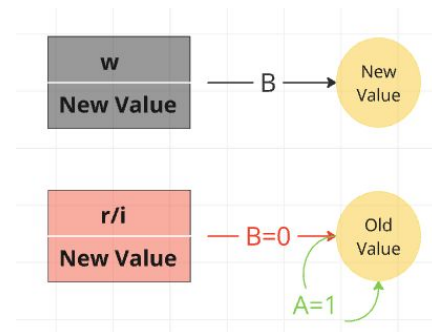 w
New Value
B
New
Value
r/i
New Value
B=0
Old
Value
A=1